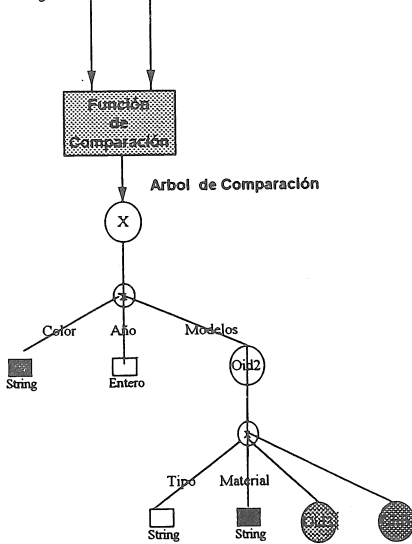 Función
de
Comparación
Arbol de Comparación
X
x
Color Año Modelos
String Entero Oid2
x
Tipo Material
String String